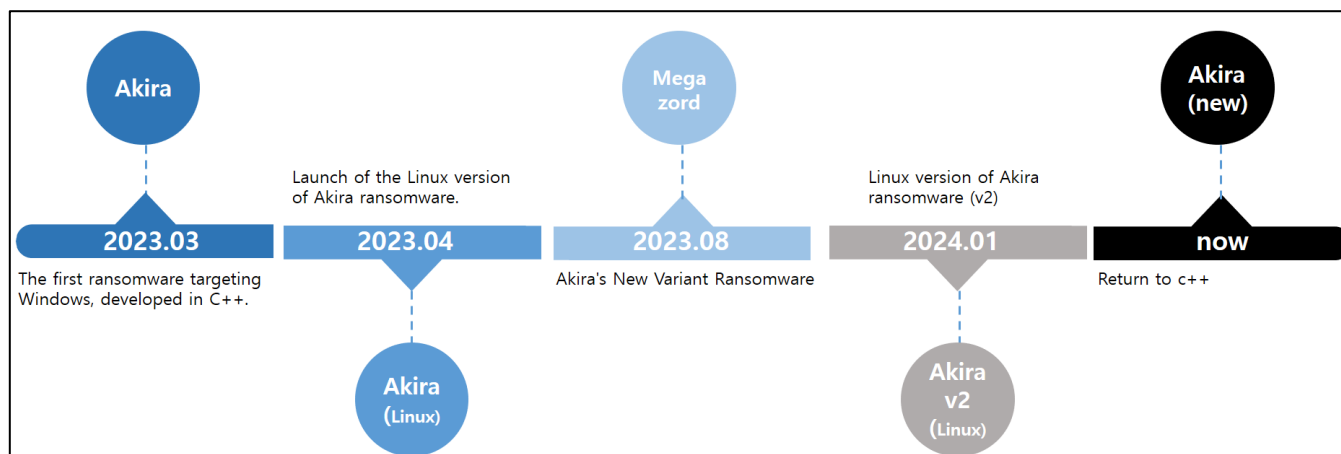 Akira
2023.03
The first ransomware targeting
Windows, developed in C++.
Launch of the Linux version
of Akira ransomware.
2023.04
Akira
(Linux)
Mega
zord
2023.08
Akira's New Variant Ransomware
Linux version of Akira
ransomware (v2)
2024.01
Akira
v2
(Linux)
Akira
(new)
now
Return to c++